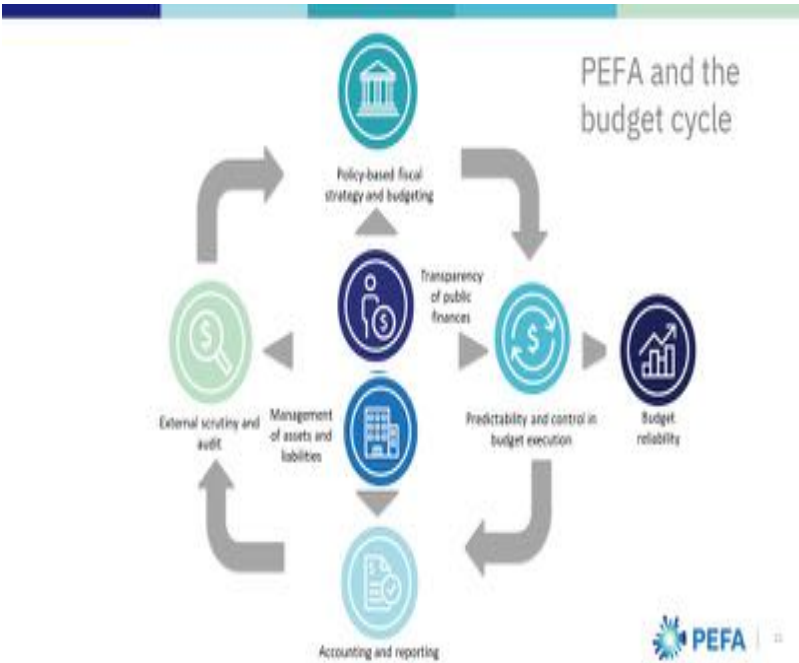 PEFA and the
budget cycle
Policy-based fiscal
strategy and budgeting
Transparency
of public
finances
External scrutiny and
audit
Management
of assets and
liabilities
Predictability and control in
budget execution
Budget
reliability
Accounting and reporting
PEFA